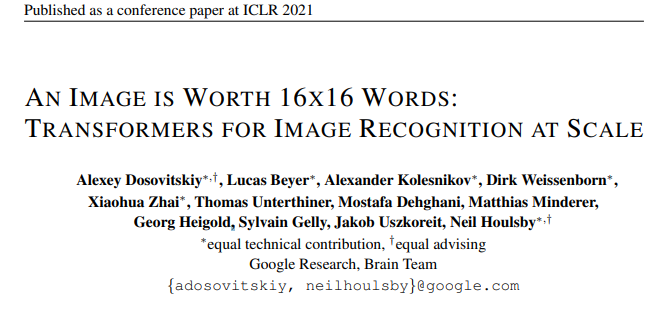 Published as a conference paper at ICLR 2021
AN IMAGE IS WORTH 16X16 WORDS:
TRANSFORMERS FOR IMAGE RECOGNITION AT SCALE
Alexey Dosovitskiy*,†, Lucas Beyer*, Alexander Kolesnikov*, Dirk Weissenborn*,
Xiaohua Zhai*, Thomas Unterthiner, Mostafa Dehghani, Matthias Minderer,
Georg Heigold, Sylvain Gelly, Jakob Uszkoreit, Neil Houlsby*,†
*equal technical contribution, †equal advising
Google Research, Brain Team
{adosovitskiy, neilhoulsby}@google.com